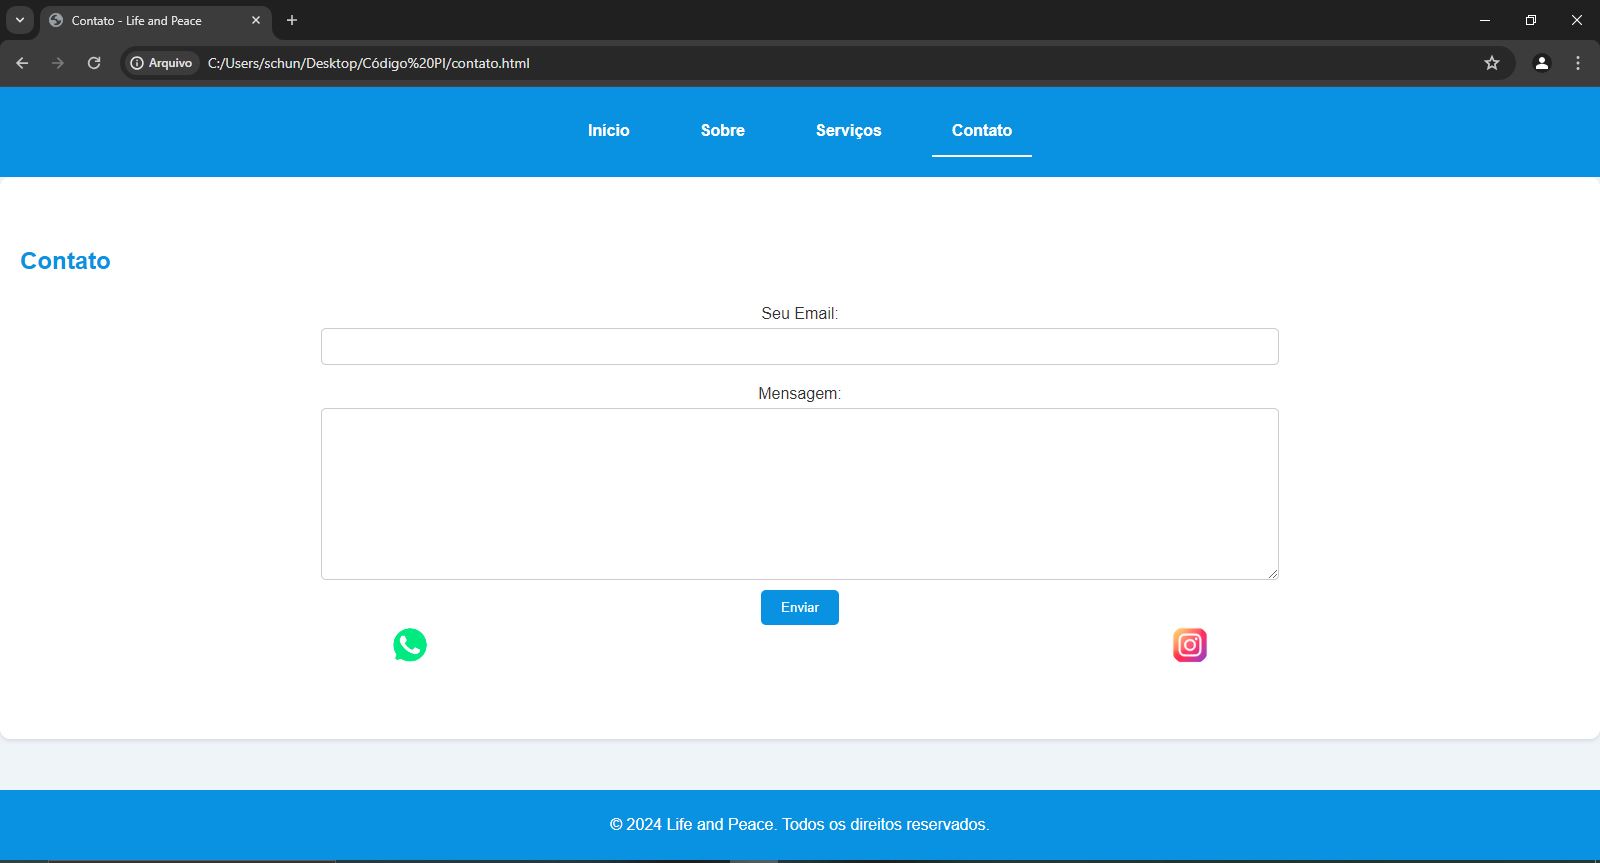 Contato - Life and Peace
Arquivo C:/Users/schun/Desktop/Código%20PI/contato.html
Início Sobre Serviços Contato
Contato
Seu Email:
Mensagem:
Enviar
© 2024 Life and Peace. Todos os direitos reservados.